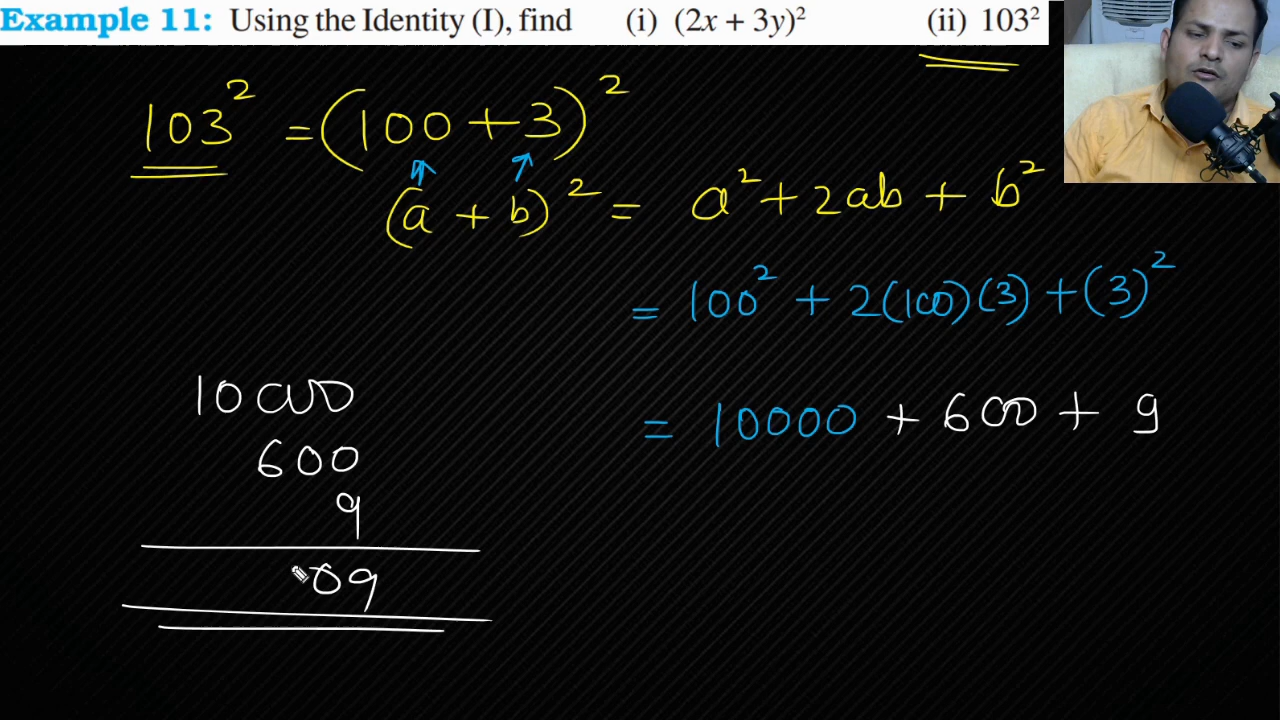 Example 11: Using the Identity (I), find (i) (2x + 3y)² (ii) 103²
103² = (100 + 3)²
(a + b)² = a² + 2ab + b²
= 100² + 2(100)(3) + (3)²
= 10000 + 600 + 9
10000
600
9
09